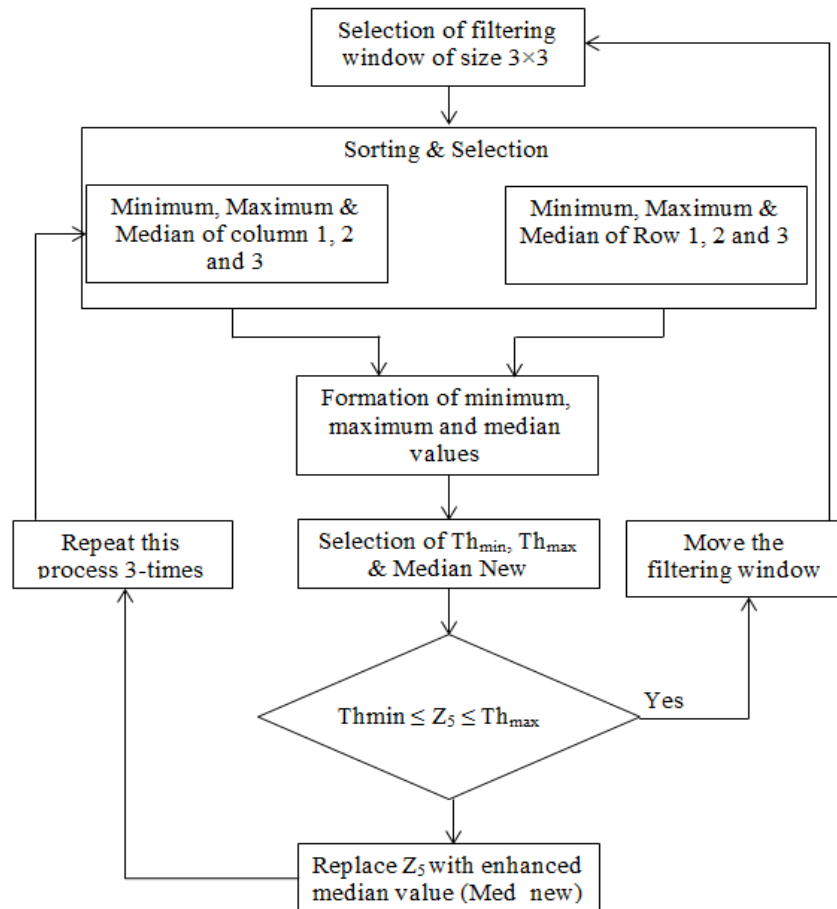 Selection of filtering
window of size 3×3
Sorting & Selection
Minimum, Maximum &
Median of column 1, 2
and 3
Minimum, Maximum &
Median of Row 1, 2 and 3
Formation of minimum,
maximum and median
values
Repeat this
process 3-times
Selection of Thmin, Thmax
& Median New
Move the
filtering window
Thmin ≤ Z5 ≤ Thmax
Yes
Replace Z5 with enhanced
median value (Med_new)